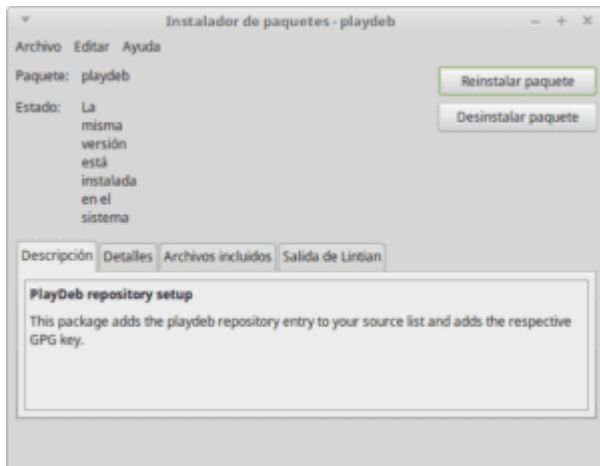 Instalador de paquetes - playdeb
Archivo Editar Ayuda
Paquete: playdeb
Reinstalar paquete
Estado: La
misma
versión
está
instalada
en el
sistema
Desinstalar paquete
Descripción Detalles Archivos incluidos Salida de Lintian
PlayDeb repository setup
This package adds the playdeb repository entry to your source list and adds the respective
GPG key.